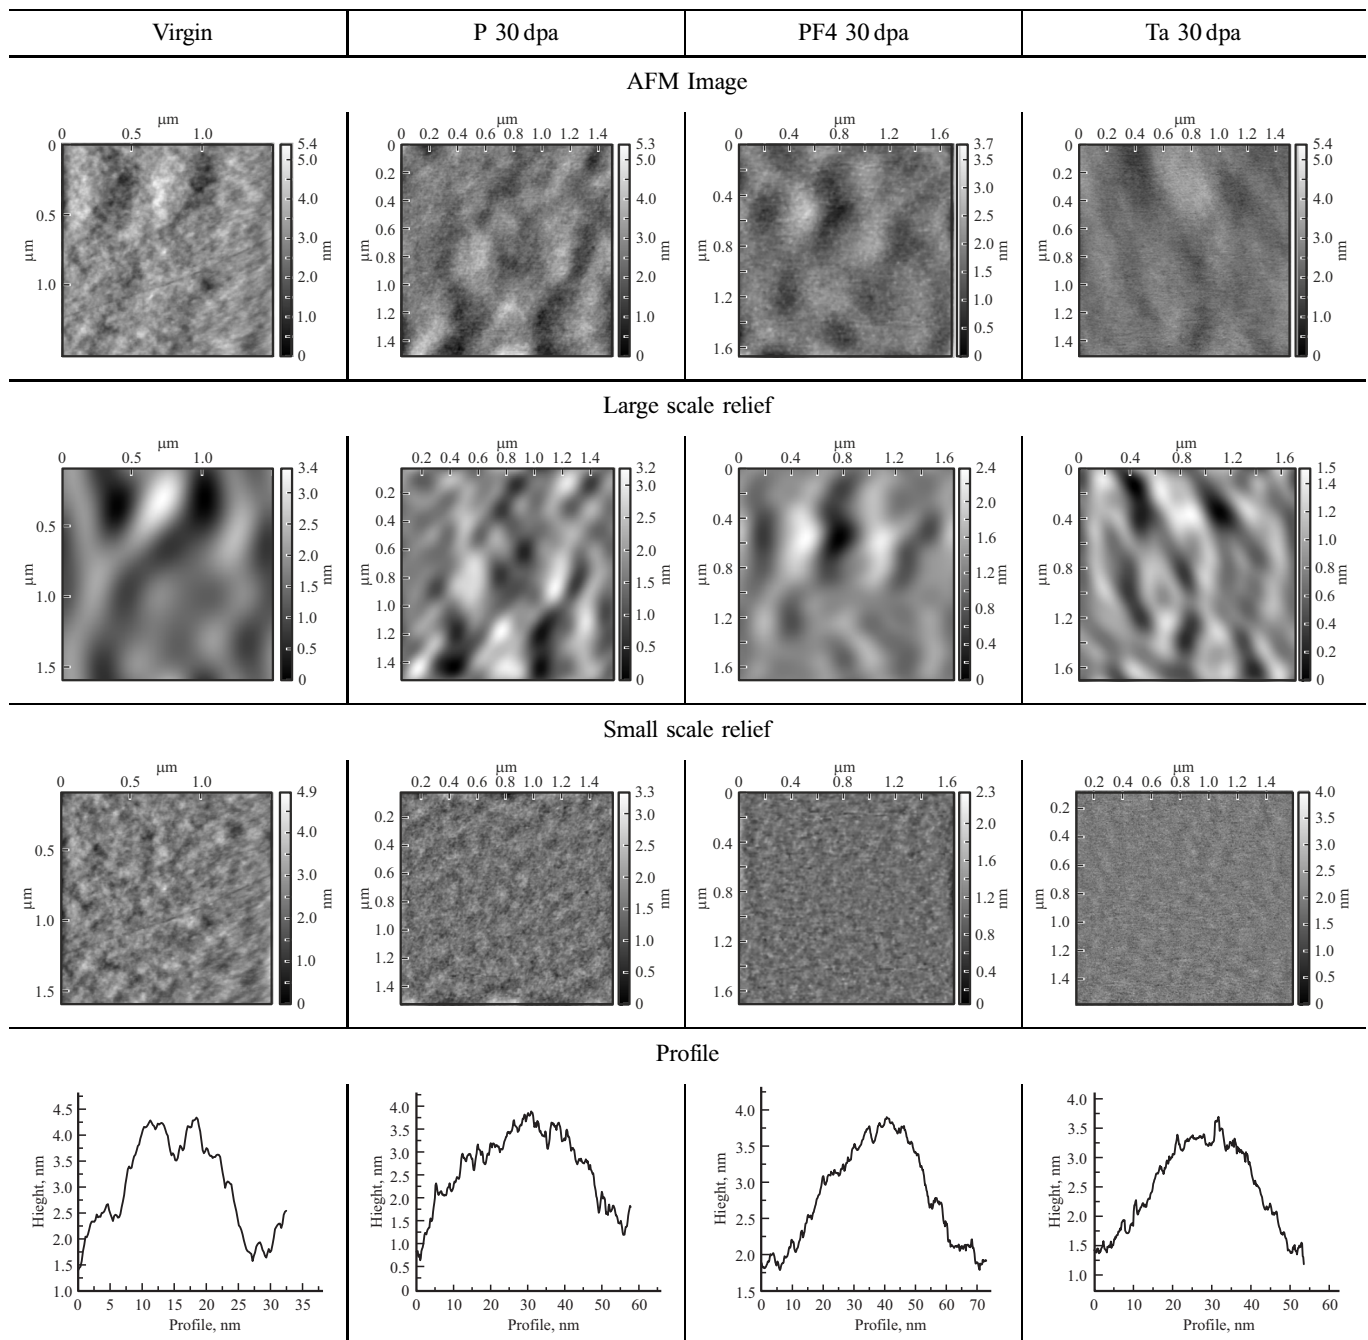 Virgin P 30 dpa PF4 30 dpa Ta 30 dpa
AFM Image
μm μm μm μm
0 0.5 1.0 0 0.2 0.4 0.6 0.8 1.0 1.2 1.4 0 0.4 0.8 1.2 1.6 0 0.2 0.4 0.6 0.8 1.0 1.2 1.4
0 0.5 1.0
μm
5.4 5.0 4.0 3.0 2.0 1.0 0
nm
0 0.2 0.4 0.6 0.8 1.0 1.2 1.4
μm
5.3 5.0 4.0 3.0 2.0 1.0 0
nm
0 0.4 0.8 1.2 1.6
μm
3.7 3.5 3.0 2.5 2.0 1.5 1.0 0.5 0
nm
0 0.2 0.4 0.6 0.8 1.0 1.2 1.4
μm
5.4 5.0 4.0 3.0 2.0 1.0 0
nm
Large scale relief
μm μm μm μm
0 0.5 1.0 0.2 0.4 0.6 0.8 1.0 1.2 1.4 0 0.4 0.8 1.2 1.6 0 0.4 0.8 1.2 1.6
0.5 1.0 1.5
μm
3.4 3.0 2.5 2.0 1.5 1.0 0.5 0
nm
0.2 0.4 0.6 0.8 1.0 1.2 1.4
μm
3.2 3.0 2.5 2.0 1.5 1.0 0.5 0
nm
0 0.4 0.8 1.2 1.6
μm
2.4 2.0 1.6 1.2 0.8 0.4 0
nm
0 0.4 0.8 1.2 1.6
μm
1.5 1.4 1.2 1.0 0.8 0.6 0.4 0.2 0
nm
Small scale relief
μm μm μm μm
0 0.5 1.0 0.2 0.4 0.6 0.8 1.0 1.2 1.4 0 0.4 0.8 1.2 1.6 0.2 0.4 0.6 0.8 1.0 1.2 1.4
0.5 1.0 1.5
μm
4.9 4.0 3.0 2.0 1.0 0
nm
0.2 0.4 0.6 0.8 1.0 1.2 1.4
μm
3.3 3.0 2.5 2.0 1.5 1.0 0.5 0
nm
0 0.4 0.8 1.2 1.6
μm
2.3 2.0 1.6 1.2 0.8 0.4 0
nm
0.2 0.4 0.6 0.8 1.0 1.2 1.4
μm
4.0 3.5 3.0 2.5 2.0 1.5 1.0 0.5 0
nm
Profile
4.5 4.0 3.5 3.0 2.5 2.0 1.5 1.0
Hieght, nm
0 5 10 15 20 25 30 35
Profile, nm
4.0 3.5 3.0 2.5 2.0 1.5 1.0 0.5 0
Hieght, nm
0 10 20 30 40 50 60
Profile, nm
4.0 3.5 3.0 2.5 2.0 1.5
Hieght, nm
0 10 20 30 40 50 60 70
Profile, nm
4.0 3.5 3.0 2.5 2.0 1.5 1.0
Hieght, nm
0 10 20 30 40 50 60
Profile, nm